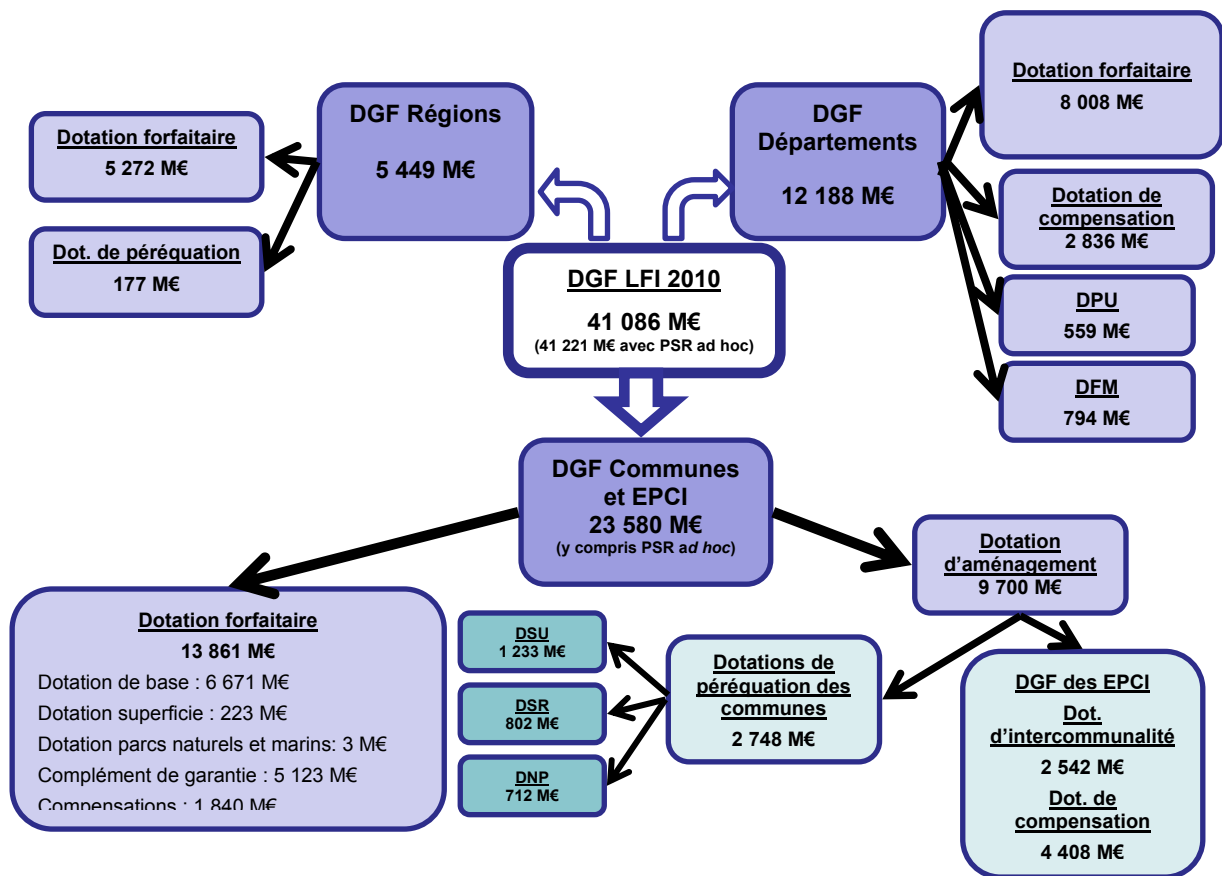 DGF Régions
5 449 M€
Dotation forfaitaire
5 272 M€
Dot. de péréquation
177 M€
DGF
Départements
12 188 M€
Dotation forfaitaire
8 008 M€
Dotation de
compensation
2 836 M€
DPU
559 M€
DFM
794 M€
DGF LFI 2010
41 086 M€
(41 221 M€ avec PSR ad hoc)
DGF Communes
et EPCI
23 580 M€
(y compris PSR ad hoc)
Dotation forfaitaire
13 861 M€
Dotation de base : 6 671 M€
Dotation superficie : 223 M€
Dotation parcs naturels et marins: 3 M€
Complément de garantie : 5 123 M€
Compensations : 1 840 M€
Dotation
d'aménagement
9 700 M€
Dotations de
péréquation des
communes
2 748 M€
DSU
1 233 M€
DSR
802 M€
DNP
712 M€
DGF des EPCI
Dot.
d'intercommunalité
2 542 M€
Dot. de
compensation
4 408 M€